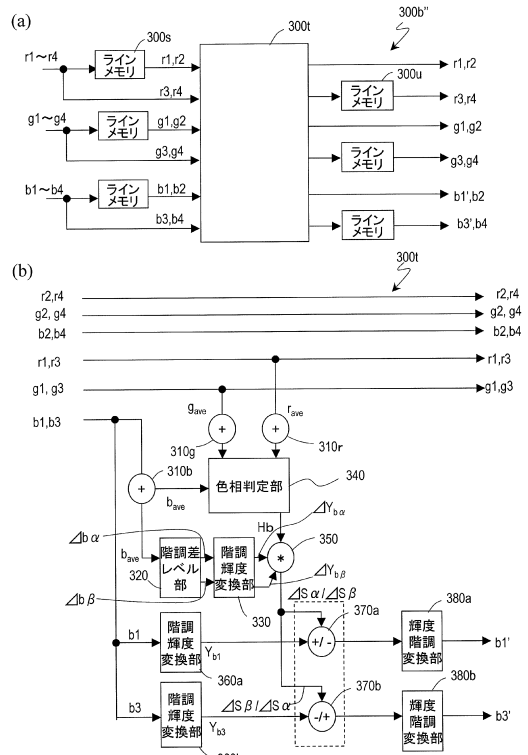 (a)
300s
300t
300b"
r1～r4
ライン
メモリ
r1,r2
r1,r2
300u
r3,r4
ライン
メモリ
r3,r4
g1～g4
ライン
メモリ
g1,g2
g1,g2
g3,g4
ライン
メモリ
g3,g4
b1～b4
ライン
メモリ
b1,b2
b1',b2
b3,b4
ライン
メモリ
b3',b4
(b)
300t
r2,r4
r2,r4
g2, g4
g2, g4
b2,b4
b2,b4
r1,r3
r1,r3
g1, g3
g1,g3
b1,b3
gave
rave
+
+
310g
310r
310b
+
bave
色相判定部
340
⊿bα
Hb
⊿Ybα
bave
階調差
レベル
部
320
階調
輝度
変換部
330
*
350
⊿bβ
⊿Ybβ
⊿Sα/⊿Sβ
370a
380a
b1
階調
輝度
変換部
Yb1
+/-
輝度
階調
変換部
b1'
360a
370b
380b
⊿Sβ/⊿Sα
b3
階調
輝度
変換部
Yb3
-/+
輝度
階調
変換部
b3'